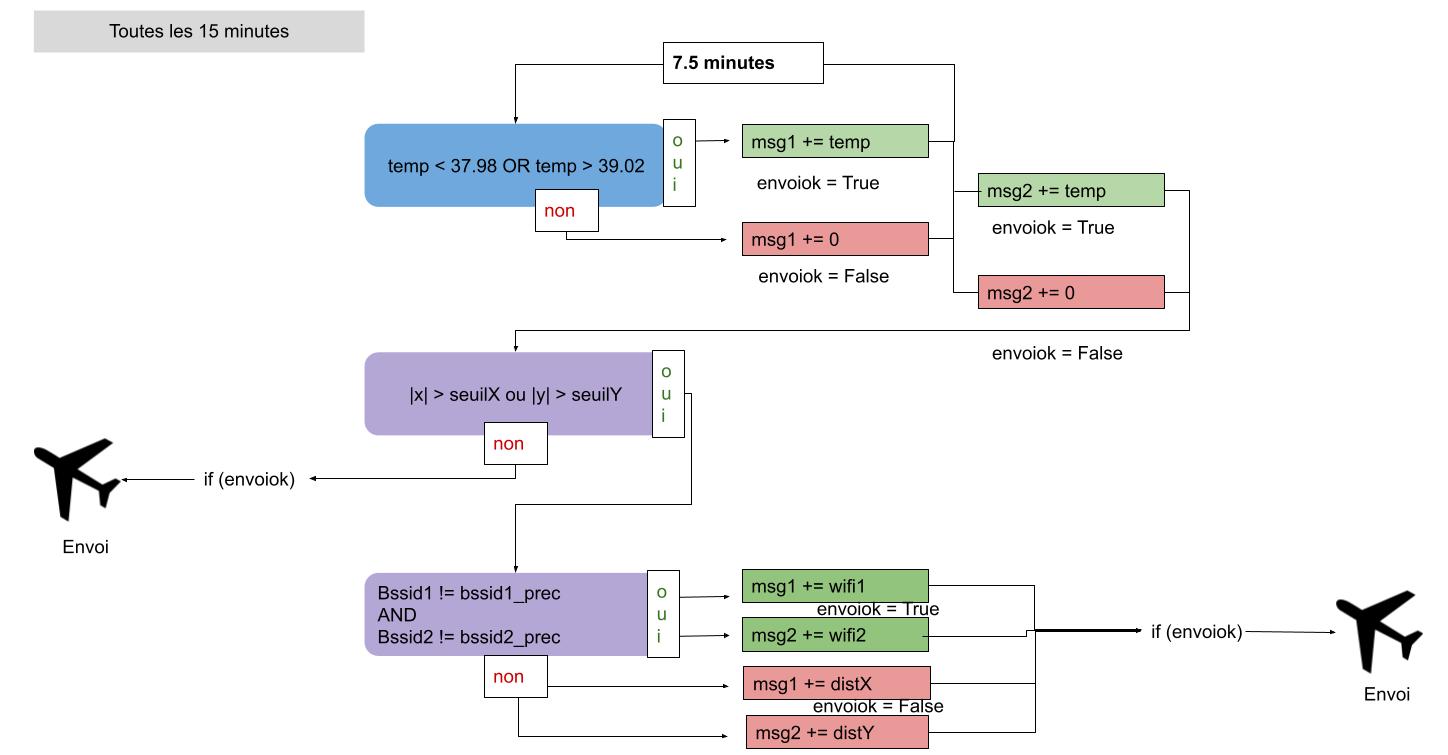 Toutes les 15 minutes
7.5 minutes
temp < 37.98 OR temp > 39.02
o
u
i
non
msg1 += temp
envoiok = True
msg1 += 0
envoiok = False
msg2 += temp
envoiok = True
msg2 += 0
envoiok = False
|x| > seuilX ou |y| > seuilY
o
u
i
non
if (envoiok)
Envoi
Bssid1 != bssid1_prec
AND
Bssid2 != bssid2_prec
o
u
i
non
msg1 += wifi1
envoiok = True
msg2 += wifi2
msg1 += distX
envoiok = False
msg2 += distY
if (envoiok)
Envoi